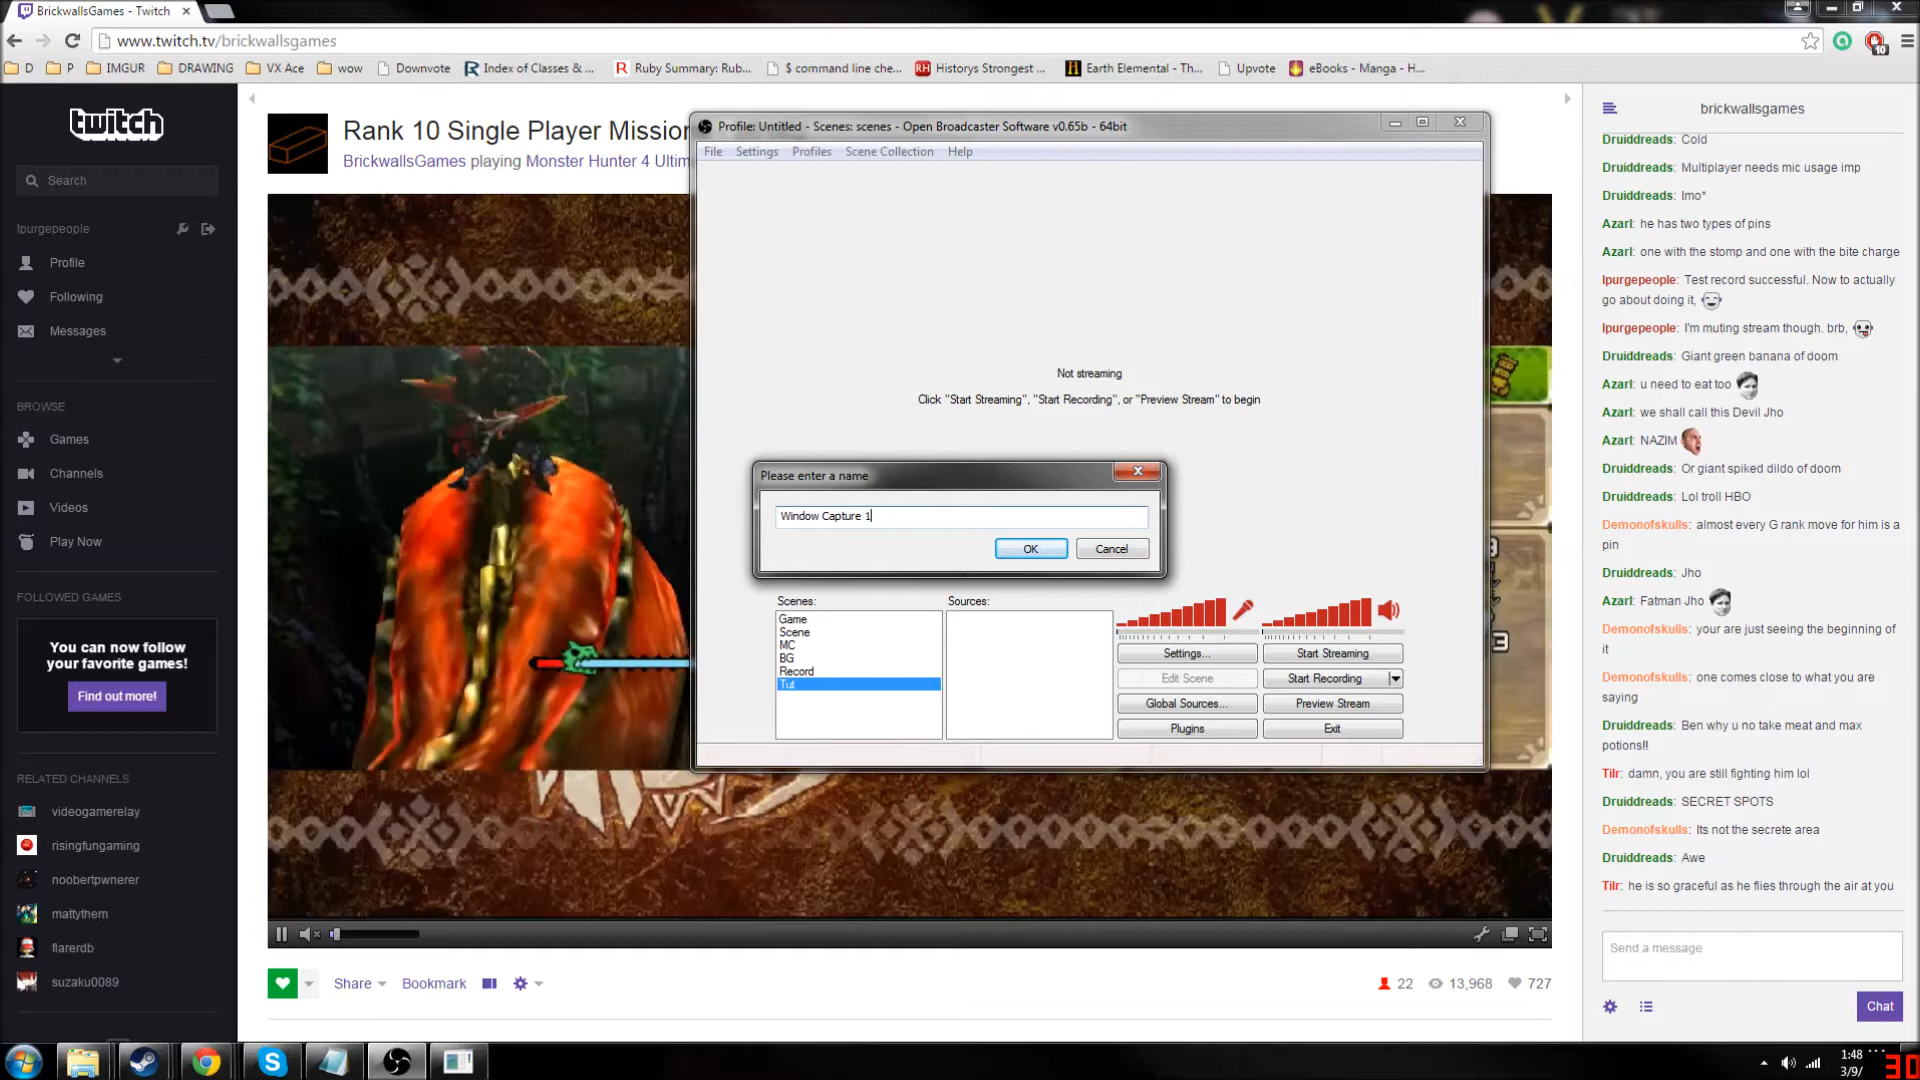 BrickwallsGames - Twitch
www.twitch.tv/brickwallsgames
D
P
IMGUR
DRAWING
VX Ace
wow
Downvote
Index of Classes & ...
Ruby Summary: Rub...
$ command line che...
Historys Strongest ...
Earth Elemental - Th...
Upvote
eBooks - Manga - H...
10
twitch
Search
Ipurgepeople
Profile
Following
Messages
BROWSE
Games
Channels
Videos
Play Now
FOLLOWED GAMES
You can now follow
your favorite games!
Find out more!
RELATED CHANNELS
videogamerelay
risingfungaming
noobertpwnerer
mattythem
flarerdb
suzaku0089
Rank 10 Single Player Mission
BrickwallsGames playing Monster Hunter 4 Ultim
Profile: Untitled - Scenes: scenes - Open Broadcaster Software v0.65b - 64bit
File Settings Profiles Scene Collection Help
Not streaming
Click "Start Streaming", "Start Recording", or "Preview Stream" to begin
Please enter a name
Window Capture 1
OK
Cancel
Scenes:
Game
Scene
MC
BG
Record
Tut
Sources:
Settings...
Start Streaming
Edit Scene
Start Recording
Global Sources...
Preview Stream
Plugins
Exit
Share
Bookmark
22
13,968
727
brickwallsgames
Druiddreads: Cold
Druiddreads: Multiplayer needs mic usage imp
Druiddreads: Imo*
Azarl: he has two types of pins
Azarl: one with the stomp and one with the bite charge
Ipurgepeople: Test record successful. Now to actually
go about doing it,
Ipurgepeople: I'm muting stream though. brb,
Druiddreads: Giant green banana of doom
Azarl: u need to eat too
Azarl: we shall call this Devil Jho
Azarl: NAZIM
Druiddreads: Or giant spiked dildo of doom
Druiddreads: Lol troll HBO
Demonofskulls: almost every G rank move for him is a
pin
Druiddreads: Jho
Azarl: Fatman Jho
Demonofskulls: your are just seeing the beginning of
it
Demonofskulls: one comes close to what you are
saying
Druiddreads: Ben why u no take meat and max
potions!!
Tilr: damn, you are still fighting him lol
Druiddreads: SECRET SPOTS
Demonofskulls: Its not the secrete area
Druiddreads: Awe
Tilr: he is so graceful as he flies through the air at you
Send a message
Chat
1:48
3/9/
30